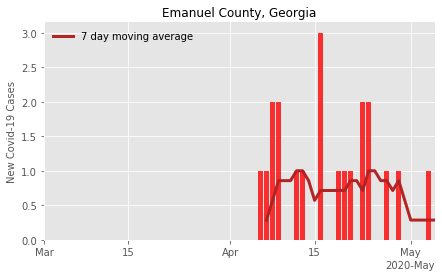 Emanuel County, Georgia
7 day moving average
New Covid-19 Cases
3.0
2.5
2.0
1.5
1.0
0.5
0.0
Mar 15 Apr 15 May
2020-May